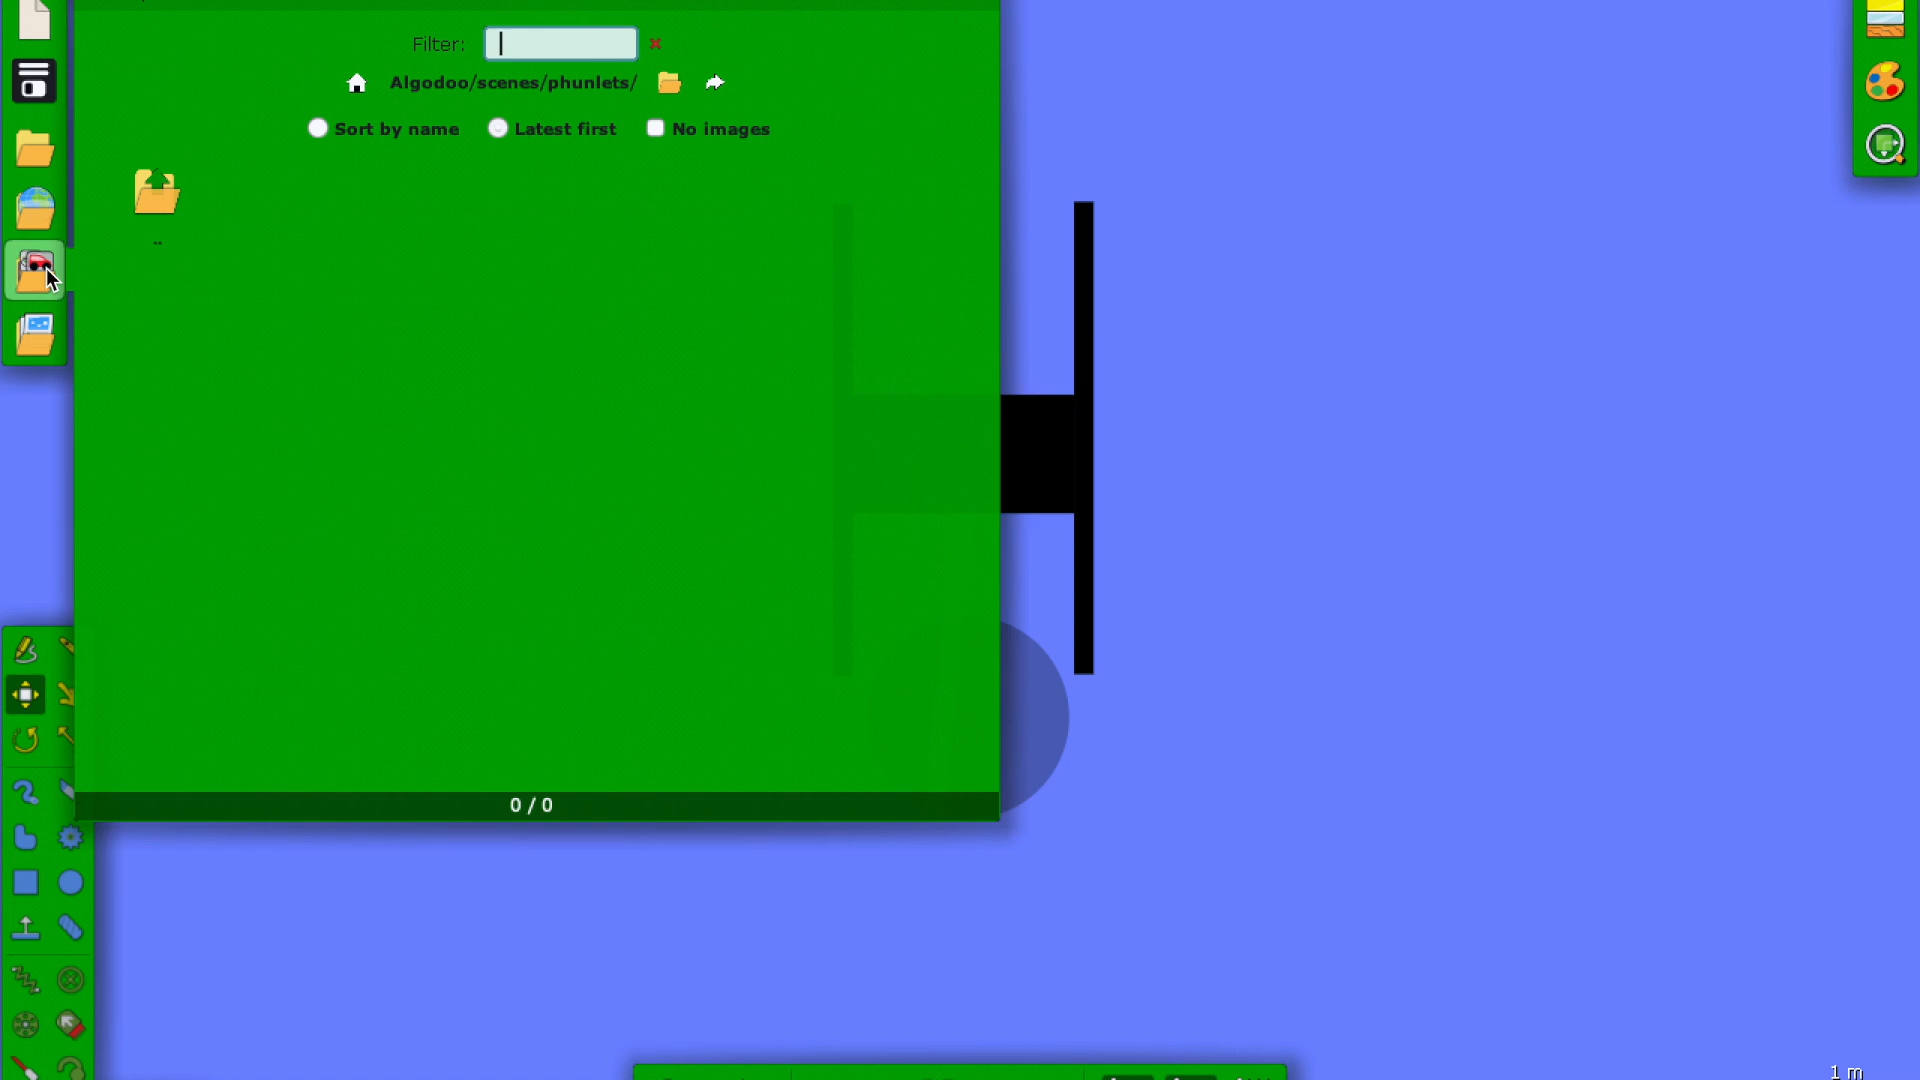 Filter:
Algodoo/scenes/phunlets/
Sort by name Latest first No images
..
0 / 0
1 m